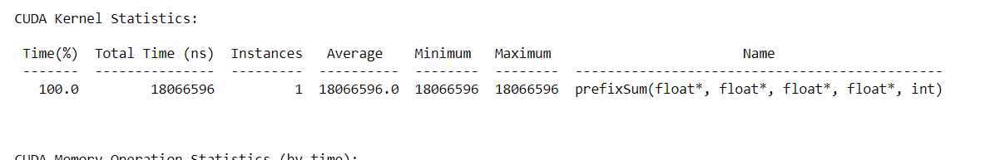 CUDA Kernel Statistics:
Time(%) Total Time (ns) Instances Average Minimum Maximum Name
------- --------------- --------- ---------- -------- -------- ----------------------------------------------
100.0 18066596 1 18066596.0 18066596 18066596 prefixSum(float*, float*, float*, float*, int)
CUDA Memory Operation Statistics (by time):